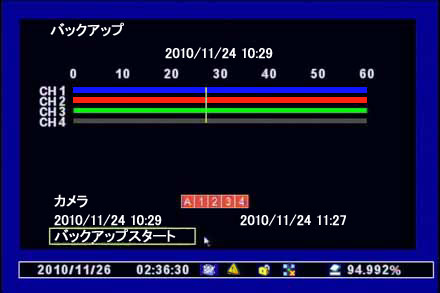 バックアップ
2010/11/24 10:29
0 10 20 30 40 50 60
CH 1
CH 2
CH 3
CH 4
カメラ A 1 2 3 4
2010/11/24 10:29 2010/11/24 11:27
バックアップスタート
2010/11/26 02:36:30 94.992%